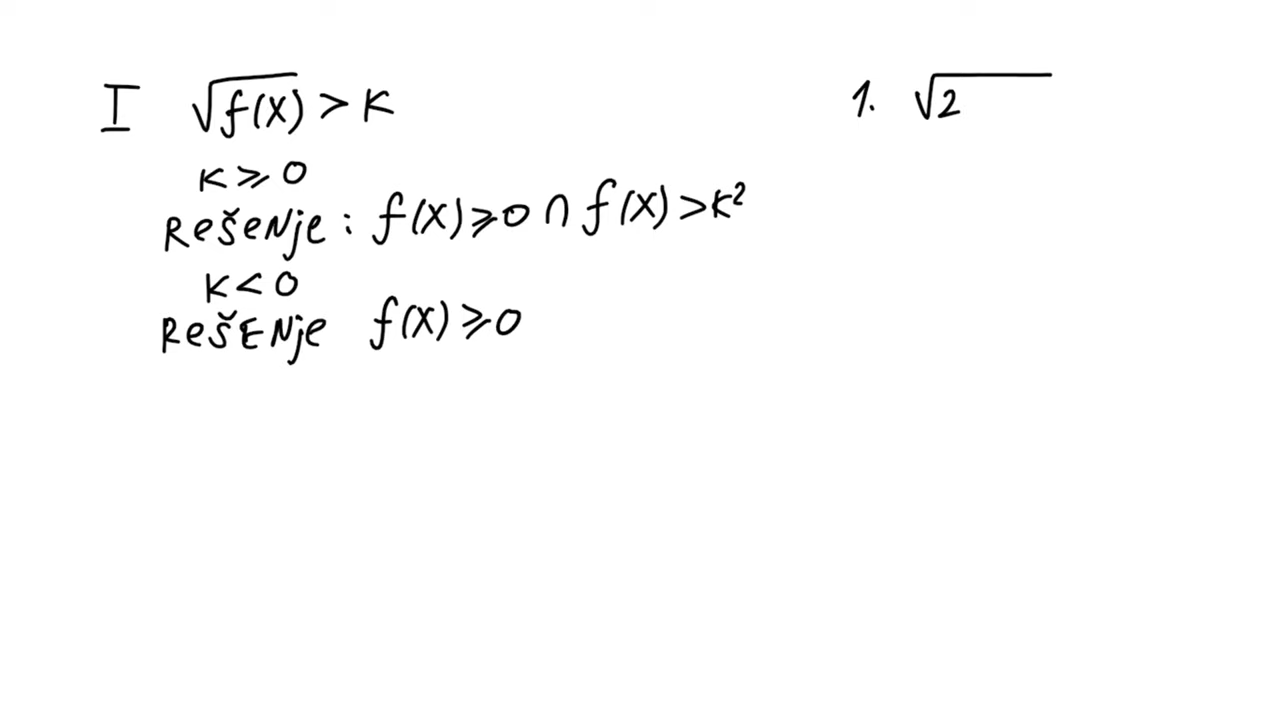 I √f(x) > K
K ⩾ 0
Rešenje : f(x) ⩾ 0 ∩ f(x) > K²
K < 0
Rešenje f(x) ⩾ 0
1. √2